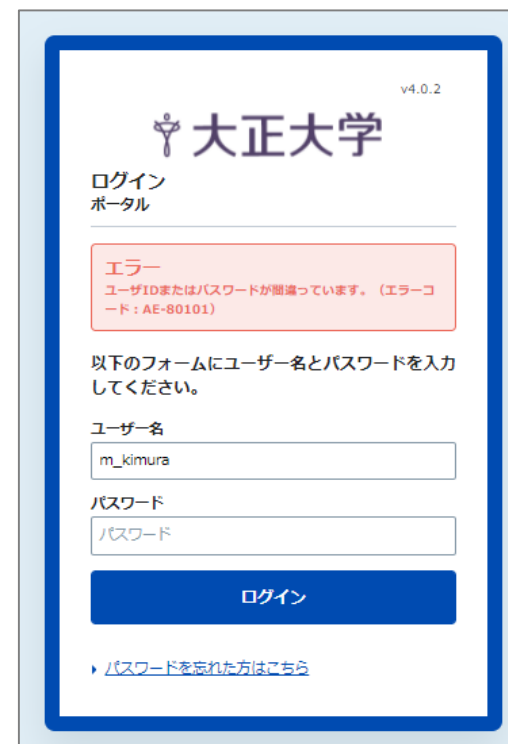 v4.0.2
大正大学
ログイン
ポータル
エラー
ユーザIDまたはパスワードが間違っています。（エラーコ
ード：AE-80101）
以下のフォームにユーザー名とパスワードを入力
してください。
ユーザー名
m_kimura
パスワード
パスワード
ログイン
パスワードを忘れた方はこちら